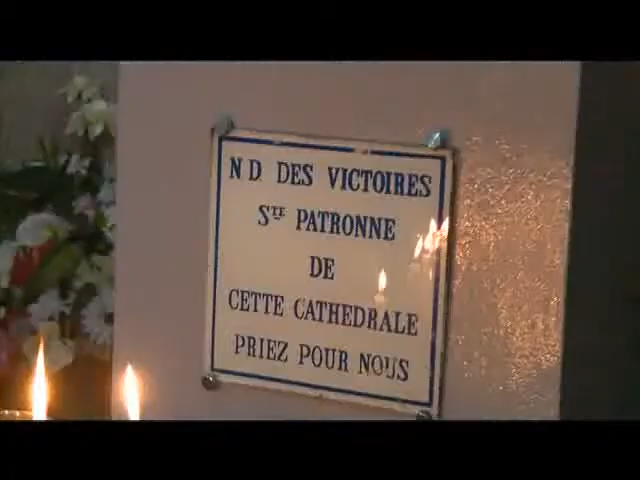 N D. DES VICTOIRES
STE PATRONNE
DE
CETTE CATHEDRALE
PRIEZ POUR NOUS